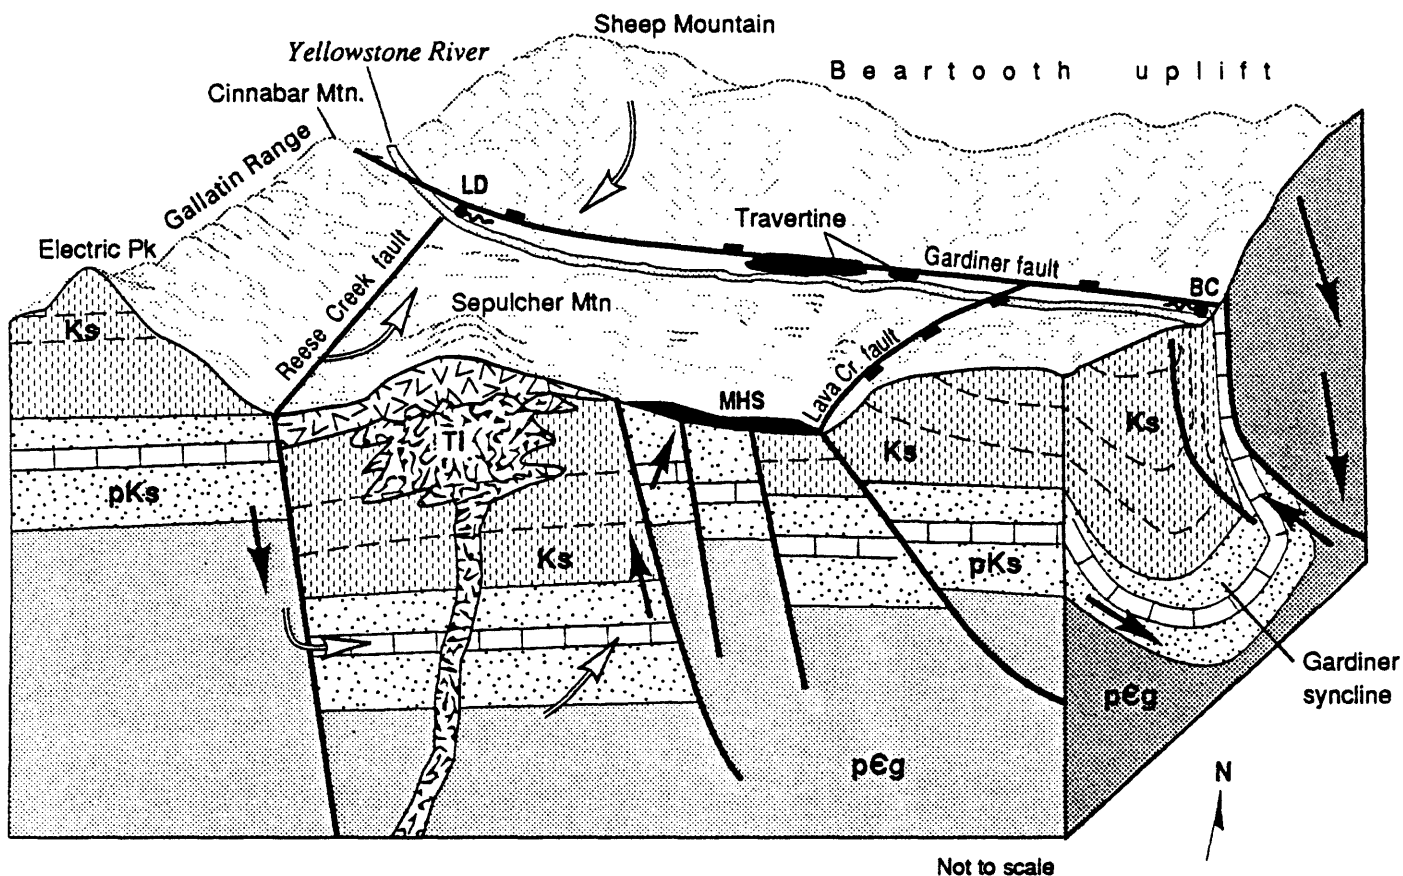 Sheep Mountain
Yellowstone River
Beartooth uplift
Cinnabar Mtn.
Gallatin Range
LD
Travertine
Electric Pk
Reese Creek fault
Gardiner fault
BC
Sepulcher Mtn
Ks
Lava Cr. fault
MHS
Ks
Ks
TI
pKs
Ks
pKs
Gardiner
syncline
pЄg
pЄg
N
Not to scale